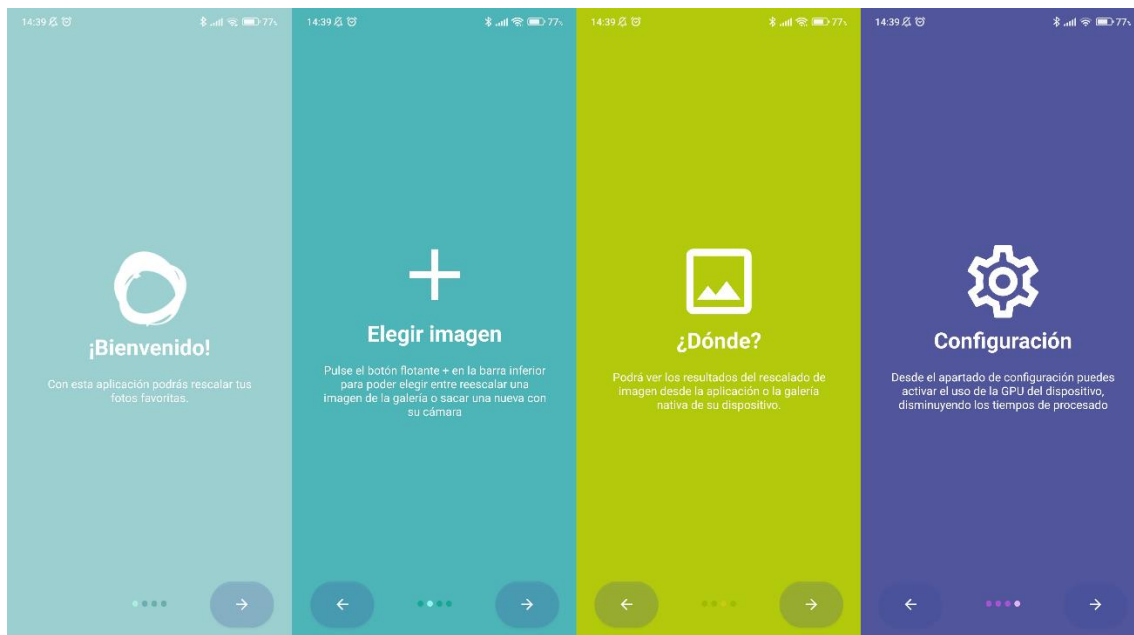 14:39
77
¡Bienvenido!
Con esta aplicación podrás rescalar tus
fotos favoritas.
14:39
77
Elegir imagen
Pulse el botón flotante + en la barra inferior
para poder elegir entre reescalar una
imagen de la galería o sacar una nueva con
su cámara
14:39
77
¿Dónde?
Podrá ver los resultados del rescalado de
imagen desde la aplicación o la galería
nativa de su dispositivo.
14:39
77
Configuración
Desde el apartado de configuración puedes
activar el uso de la GPU del dispositivo,
disminuyendo los tiempos de procesado